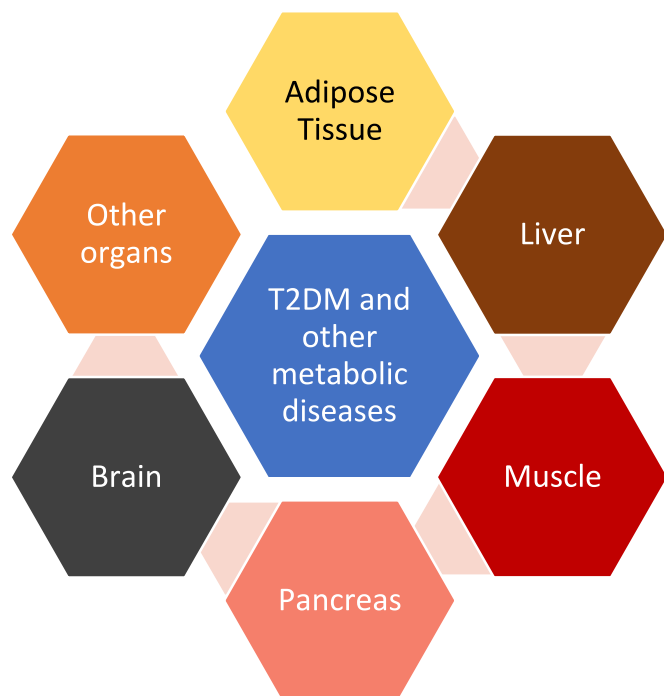 Adipose
Tissue
Other
organs
Liver
T2DM and
other
metabolic
diseases
Brain
Muscle
Pancreas